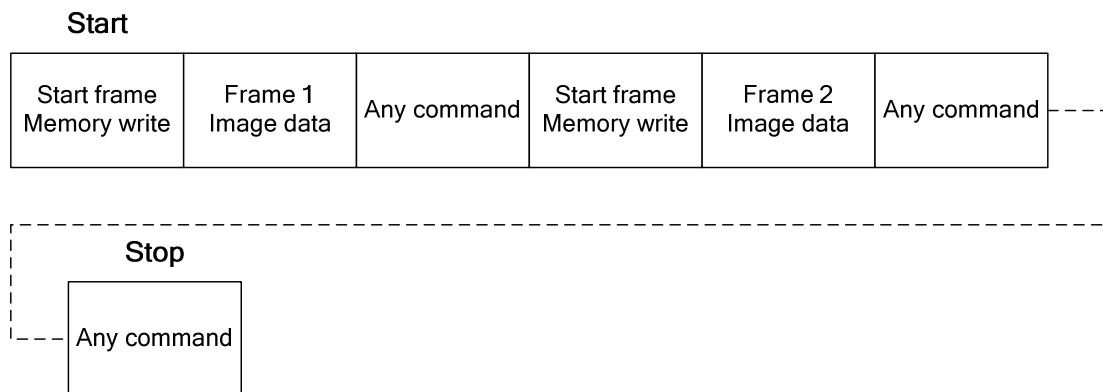 Start
Start frame
Memory write
Frame 1
Image data
Any command
Start frame
Memory write
Frame 2
Image data
Any command
Stop
Any command